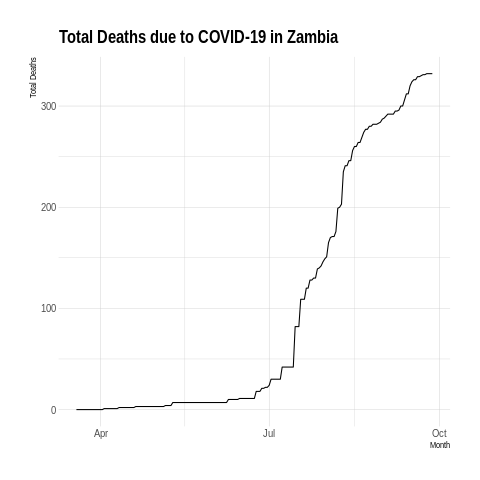 Total Deaths due to COVID-19 in Zambia
Total Deaths
300
200
100
0
Apr
Jul
Oct
Month